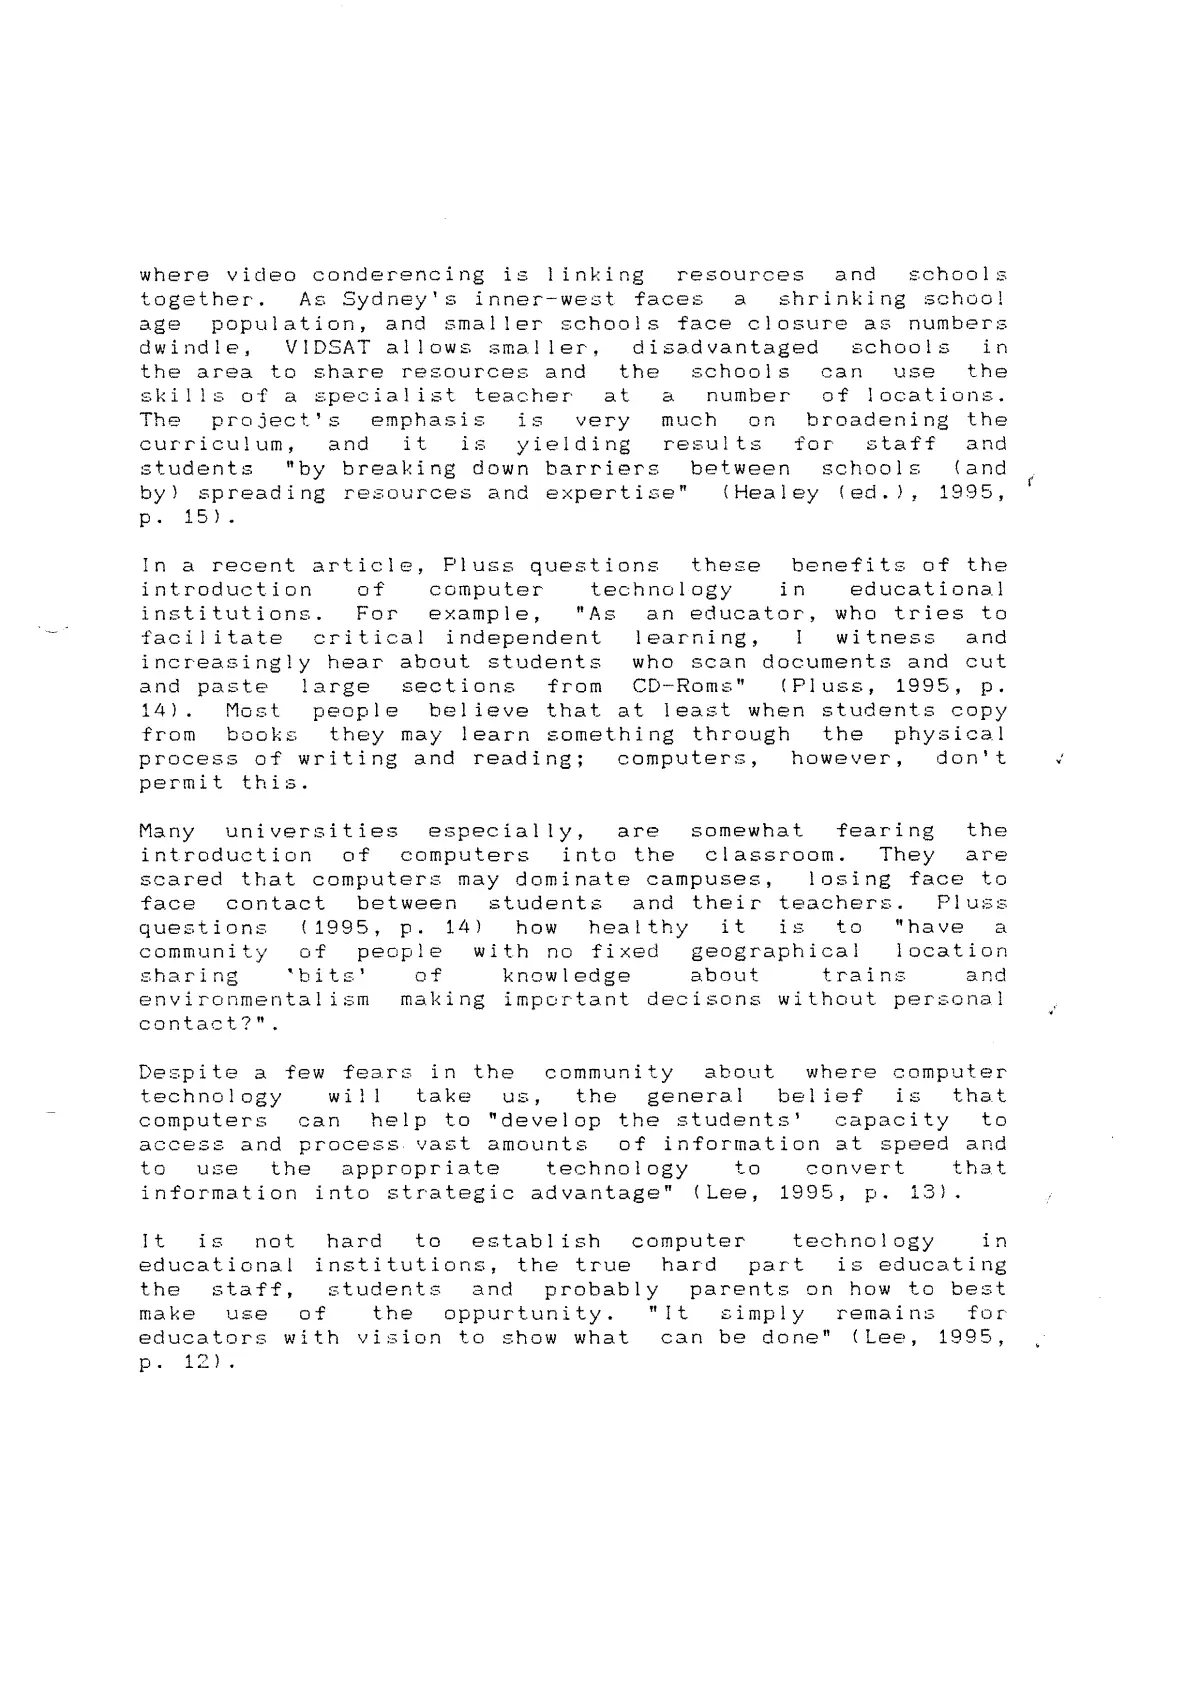 where video conderencing is linking resources and schools
together. As Sydney's inner-west faces a shrinking school
age population, and smaller schools face closure as numbers
dwindle, VIDSAT allows smaller, disadvantaged schools in
the area to share resources and the schools can use the
skills of a specialist teacher at a number of locations.
The project's emphasis is very much on broadening the
curriculum, and it is yielding results for staff and
students "by breaking down barriers between schools (and
by) spreading resources and expertise" (Healey (ed.), 1995,
p. 15).

In a recent article, Pluss questions these benefits of the
introduction of computer technology in educational
institutions. For example, "As an educator, who tries to
facilitate critical independent learning, I witness and
increasingly hear about students who scan documents and cut
and paste large sections from CD-Roms" (Pluss, 1995, p.
14). Most people believe that at least when students copy
from books they may learn something through the physical
process of writing and reading; computers, however, don't
permit this.

Many universities especially, are somewhat fearing the
introduction of computers into the classroom. They are
scared that computers may dominate campuses, losing face to
face contact between students and their teachers. Pluss
questions (1995, p. 14) how healthy it is to "have a
community of people with no fixed geographical location
sharing 'bits' of knowledge about trains and
environmentalism making important decisons without personal
contact?".

Despite a few fears in the community about where computer
technology will take us, the general belief is that
computers can help to "develop the students' capacity to
access and process vast amounts of information at speed and
to use the appropriate technology to convert that
information into strategic advantage" (Lee, 1995, p. 13).

It is not hard to establish computer technology in
educational institutions, the true hard part is educating
the staff, students and probably parents on how to best
make use of the oppurtunity. "It simply remains for
educators with vision to show what can be done" (Lee, 1995,
p. 12).